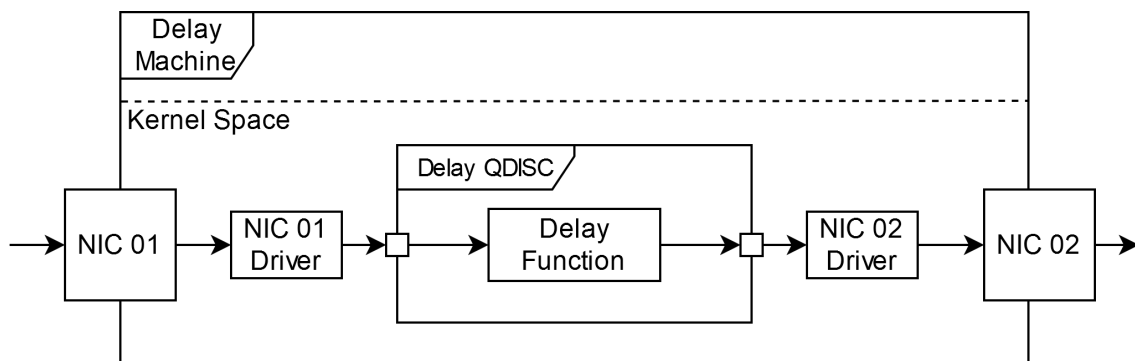 Delay
Machine
Kernel Space
Delay QDISC
NIC 01
NIC 01
Driver
Delay
Function
NIC 02
Driver
NIC 02